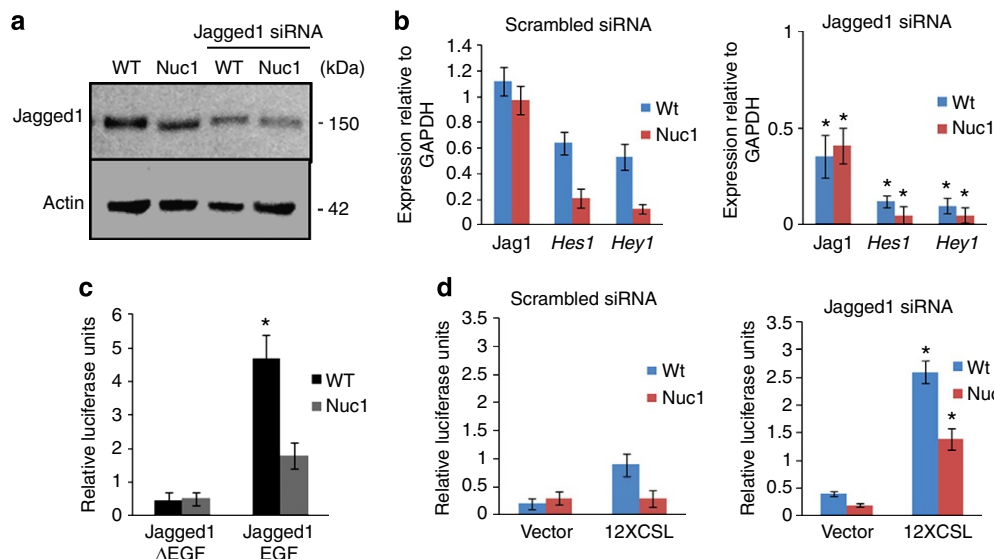 a
Jagged1 siRNA
WT Nuc1 WT Nuc1 (kDa)
Jagged1
- 150
Actin
- 42
b
Scrambled siRNA
Expression relative to
GAPDH
1.4
1.2
1
0.8
0.6
0.4
0.2
0
Wt
Nuc1
Jag1 Hes1 Hey1
Jagged1 siRNA
Expression relative to
GAPDH
1
0.5
0
Wt
Nuc1
* *
* *
* *
Jag1 Hes1 Hey1
c
Relative luciferase units
6
5
4
3
2
1
0
*
WT
Nuc1
Jagged1
ΔEGF
Jagged1
EGF
d
Scrambled siRNA
Relative luciferase units
3.5
3
2.5
2
1.5
1
0.5
0
Wt
Nuc1
Vector 12XCSL
Jagged1 siRNA
Relative luciferase units
3.5
3
2.5
2
1.5
1
0.5
0
*
*
Wt
Nuc
Vector 12XCSL